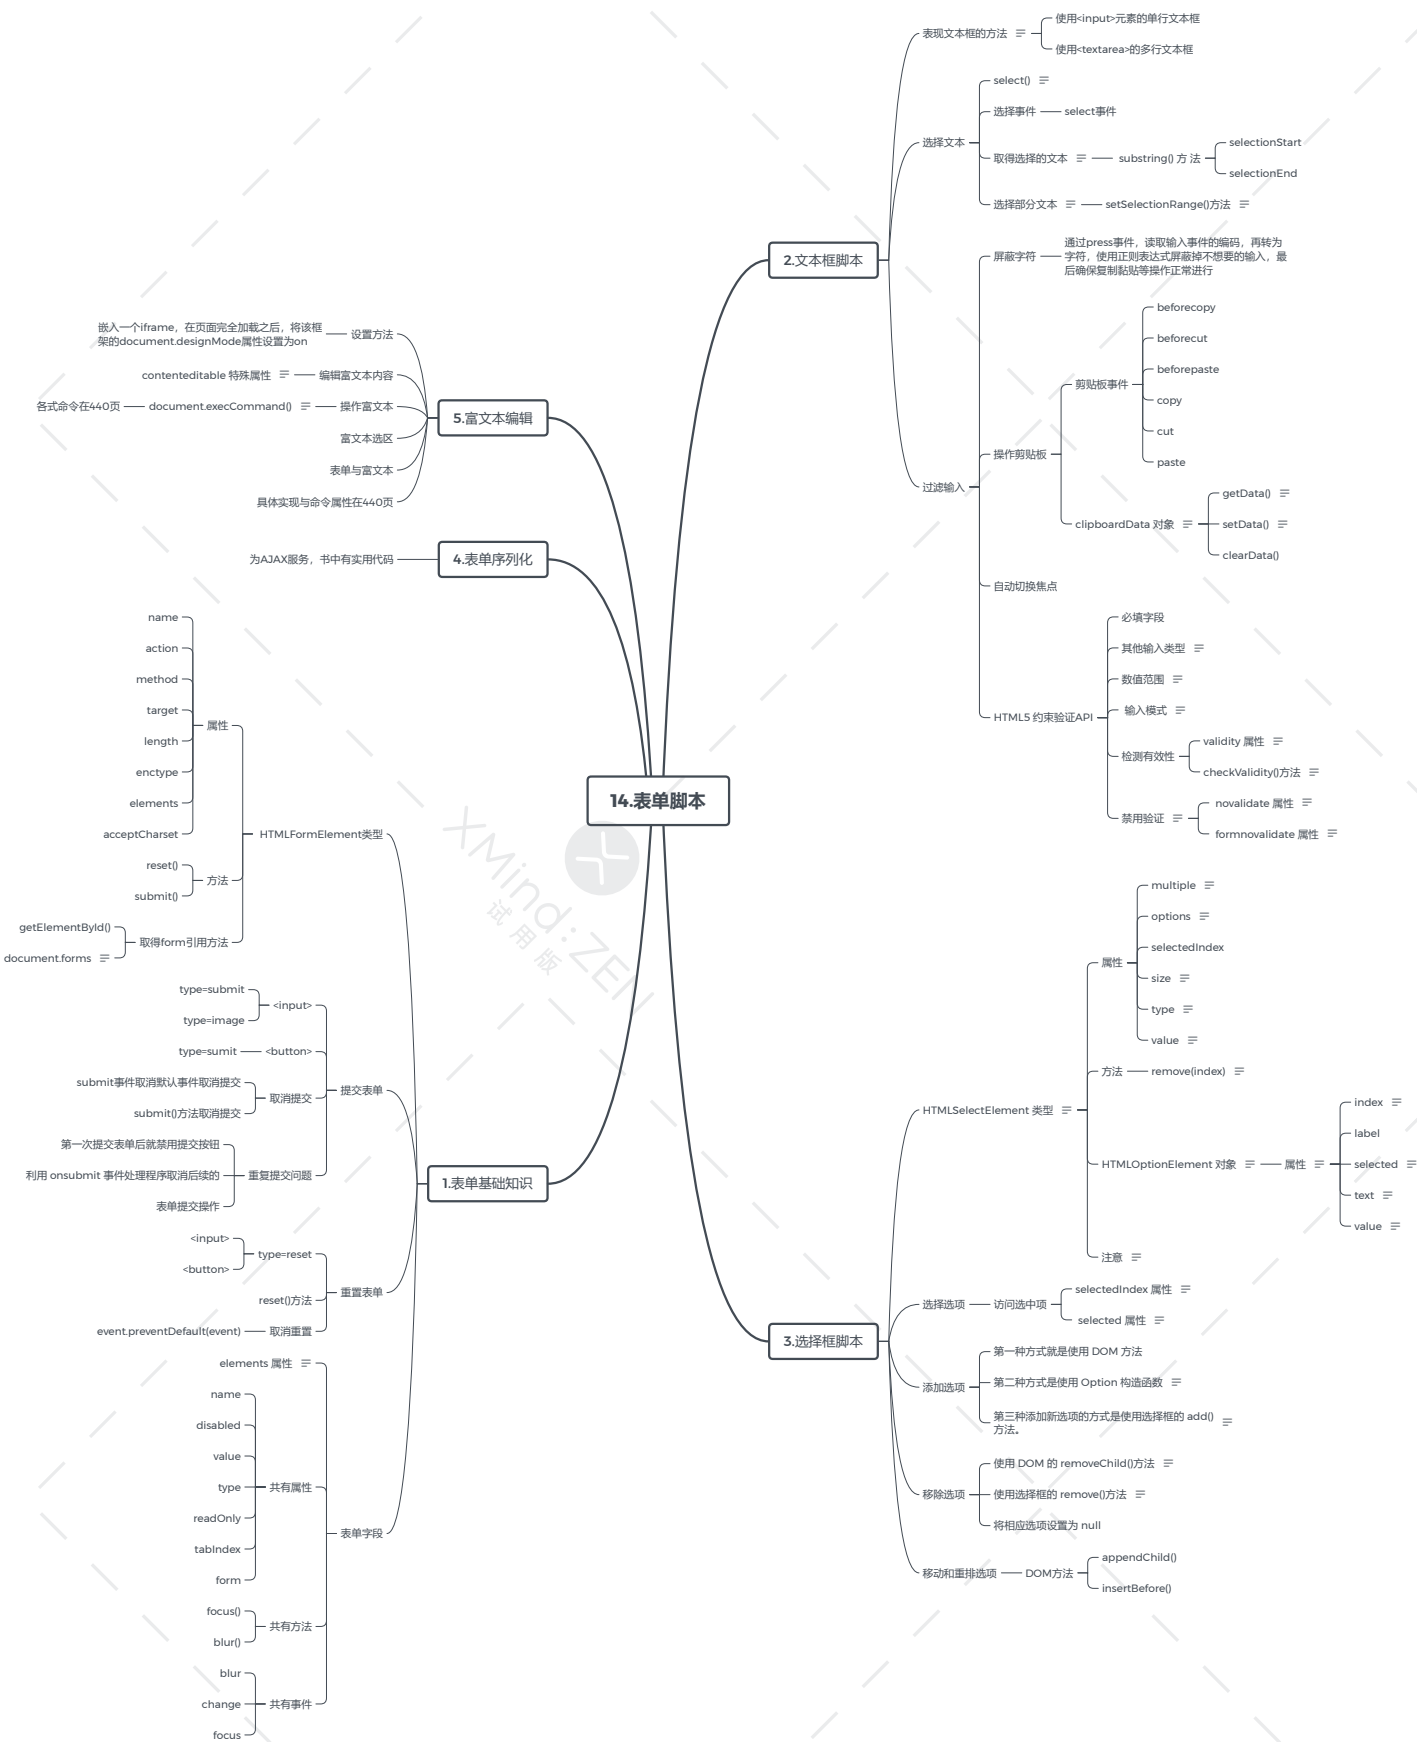 14.表单脚本
2.文本框脚本
表现文本框的方法
使用<input>元素的单行文本框
使用<textarea>的多行文本框
选择文本
select()
选择事件
select事件
取得选择的文本
substring() 方 法
selectionStart
selectionEnd
选择部分文本
setSelectionRange()方法
过滤输入
屏蔽字符
通过press事件，读取输入事件的编码，再转为
字符，使用正则表达式屏蔽掉不想要的输入，最
后确保复制黏贴等操作正常进行
操作剪贴板
剪贴板事件
beforecopy
beforecut
beforepaste
copy
cut
paste
clipboardData 对象
getData()
setData()
clearData()
自动切换焦点
HTML5 约束验证API
必填字段
其他输入类型
数值范围
输入模式
检测有效性
validity 属性
checkValidity()方法
禁用验证
novalidate 属性
formnovalidate 属性
3.选择框脚本
HTMLSelectElement 类型
属性
multiple
options
selectedIndex
size
type
value
方法
remove(index)
HTMLOptionElement 对象
属性
index
label
selected
text
value
注意
选择选项
访问选中项
selectedIndex 属性
selected 属性
添加选项
第一种方式就是使用 DOM 方法
第二种方式是使用 Option 构造函数
第三种添加新选项的方式是使用选择框的 add()
方法。
移除选项
使用 DOM 的 removeChild()方法
使用选择框的 remove()方法
将相应选项设置为 null
移动和重排选项
DOM方法
appendChild()
insertBefore()
5.富文本编辑
设置方法
嵌入一个iframe，在页面完全加载之后，将该框
架的document.designMode属性设置为on
编辑富文本内容
contenteditable 特殊属性
操作富文本
document.execCommand()
各式命令在440页
富文本选区
表单与富文本
具体实现与命令属性在440页
4.表单序列化
为AJAX服务，书中有实用代码
1.表单基础知识
HTMLFormElement类型
属性
name
action
method
target
length
enctype
elements
acceptCharset
方法
reset()
submit()
取得form引用方法
getElementById()
document.forms
提交表单
<input>
type=submit
type=image
<button>
type=sumit
取消提交
submit事件取消默认事件取消提交
submit()方法取消提交
重复提交问题
第一次提交表单后就禁用提交按钮
利用 onsubmit 事件处理程序取消后续的
表单提交操作
重置表单
type=reset
<input>
<button>
reset()方法
取消重置
event.preventDefault(event)
表单字段
elements 属性
共有属性
name
disabled
value
type
readOnly
tabIndex
form
共有方法
focus()
blur()
共有事件
blur
change
focus
XMind:ZEN
试用版